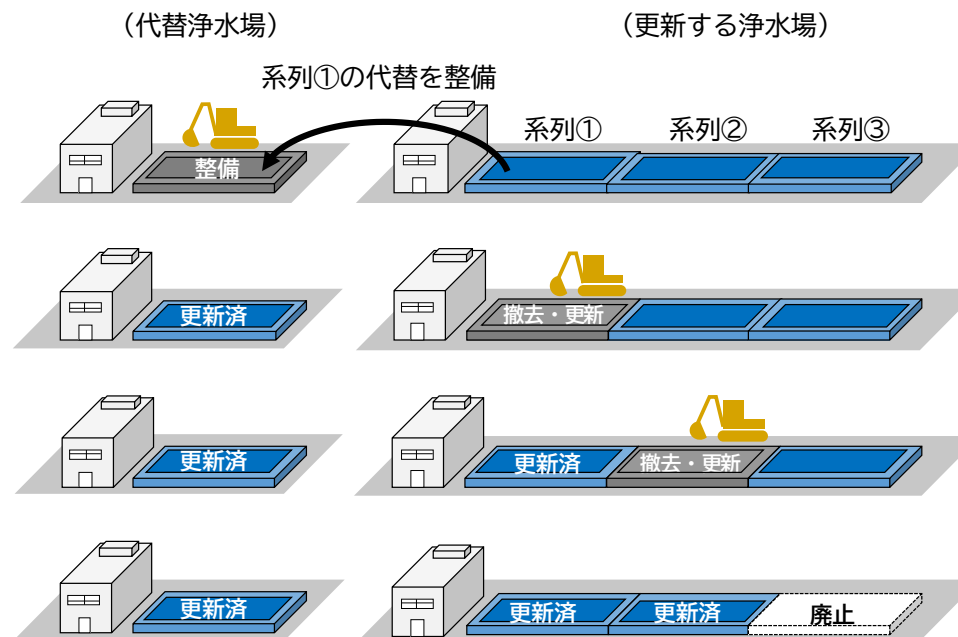 （代替浄水場）
（更新する浄水場）
系列①の代替を整備
系列①
系列②
系列③
整備
更新済
撤去・更新
更新済
更新済
撤去・更新
更新済
更新済
更新済
廃止